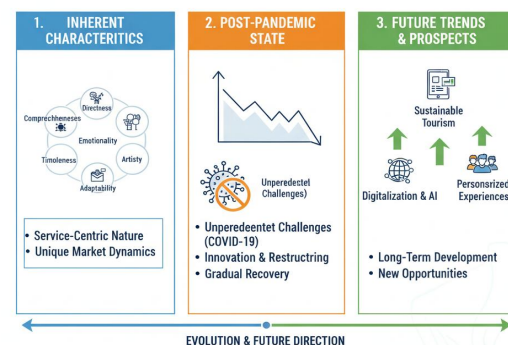 1. INHERENT
CHARACTERITICS
Directness
Comprechheneses
Emotionality
Timoleness
Artisty
Adaptability
• Service-Centric Nature
• Unique Market Dynamics
2. POST-PANDEMIC
STATE
Unperedectel
Challenges)
• Unperedeentet Challenges
(COVID-19)
• Innovation & Restructring
• Gradual Recovery
3. FUTURE TRENDS
& PROSPECTS
Sustainable
Tourism
Digitalization & AI
Personsrized
Experiences
• Long-Term Development
• New Opportunities
EVOLUTION & FUTURE DIRECTION